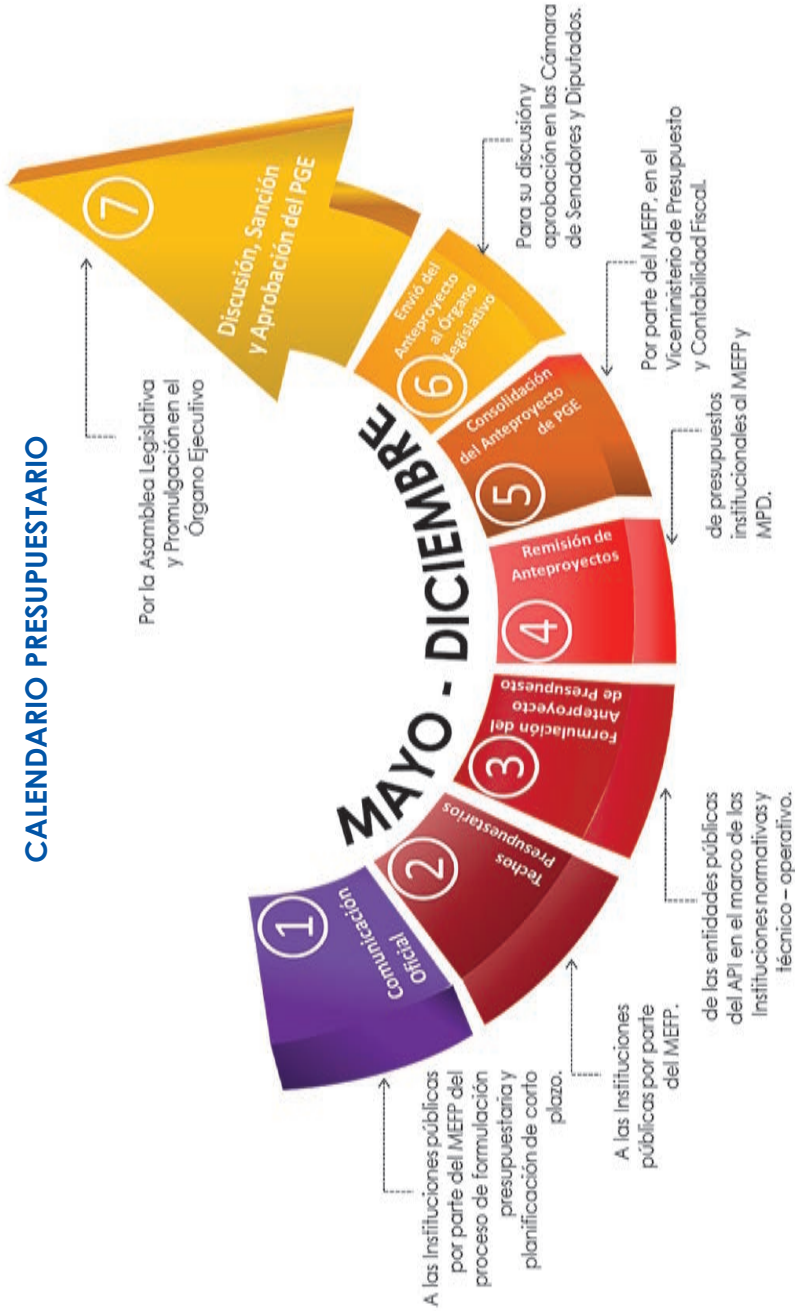 CALENDARIO PRESUPUESTARIO
MAYO - DICIEMBRE
1
Comunicación
Oficial
A las Instituciones públicas
por parte del MEFP del
proceso de formulación
presupuestaria y
planificación de corto
plazo.
2
Techos
Presupuestarios
A las Instituciones
públicas por parte
del MEFP.
3
Formulación del
Anteproyecto
de Presupuesto
de las entidades públicas
del API en el marco de las
Instituciones normativas y
técnico – operativo.
4
Remisión de
Anteproyectos
de presupuestos
institucionales al MEFP y
MPD.
5
Consolidación
del Anteproyecto
de PGE
Por parte del MEFP, en el
Viceministerio de Presupuesto
y Contabilidad Fiscal.
6
Envió del
Anteproyecto
al Órgano
Legislativo
Para su discusión y
aprobación en las Cámara
de Senadores y Diputados.
7
Discusión, Sanción
y Aprobación del PGE
Por la Asamblea Legislativa
y Promulgación en el
Órgano Ejecutivo